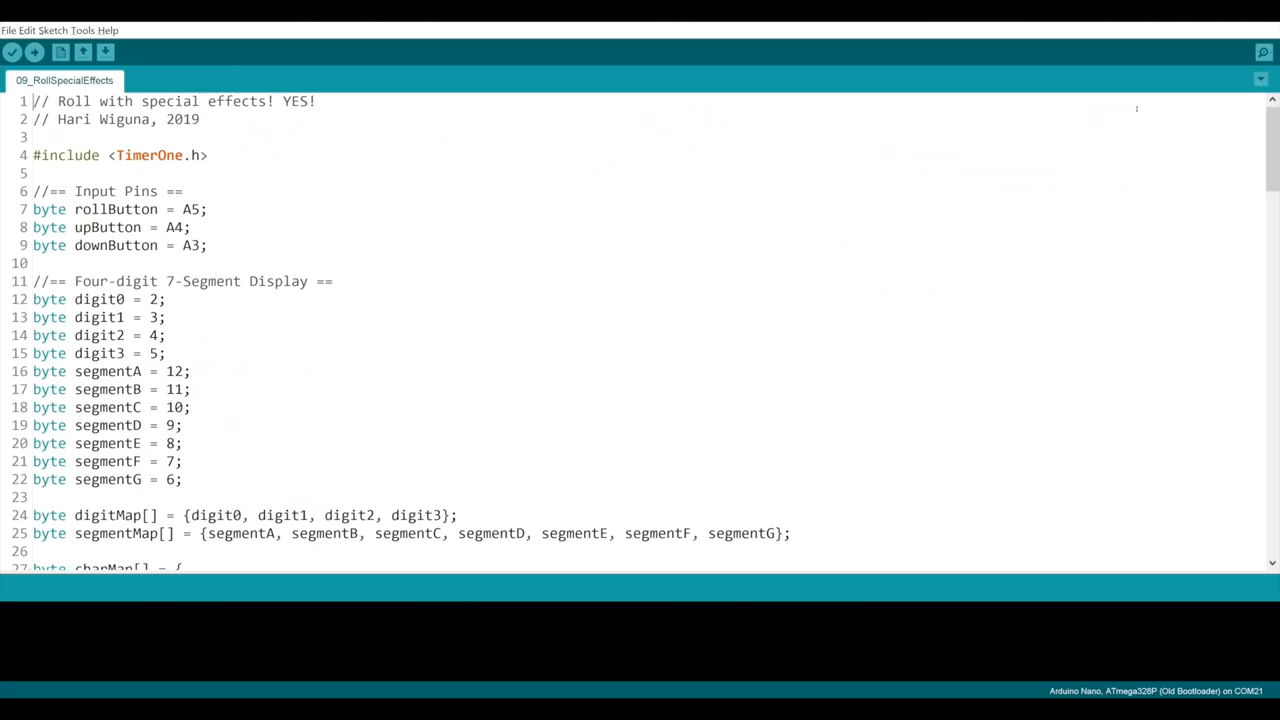 File Edit Sketch Tools Help
09_RollSpecialEffects
1 // Roll with special effects! YES!
2 // Hari Wiguna, 2019
3
4 #include <TimerOne.h>
5
6 //== Input Pins ==
7 byte rollButton = A5;
8 byte upButton = A4;
9 byte downButton = A3;
10
11 //== Four-digit 7-Segment Display ==
12 byte digit0 = 2;
13 byte digit1 = 3;
14 byte digit2 = 4;
15 byte digit3 = 5;
16 byte segmentA = 12;
17 byte segmentB = 11;
18 byte segmentC = 10;
19 byte segmentD = 9;
20 byte segmentE = 8;
21 byte segmentF = 7;
22 byte segmentG = 6;
23
24 byte digitMap[] = {digit0, digit1, digit2, digit3};
25 byte segmentMap[] = {segmentA, segmentB, segmentC, segmentD, segmentE, segmentF, segmentG};
26
27 byte charMap[] = {
Arduino Nano, ATmega328P (Old Bootloader) on COM21